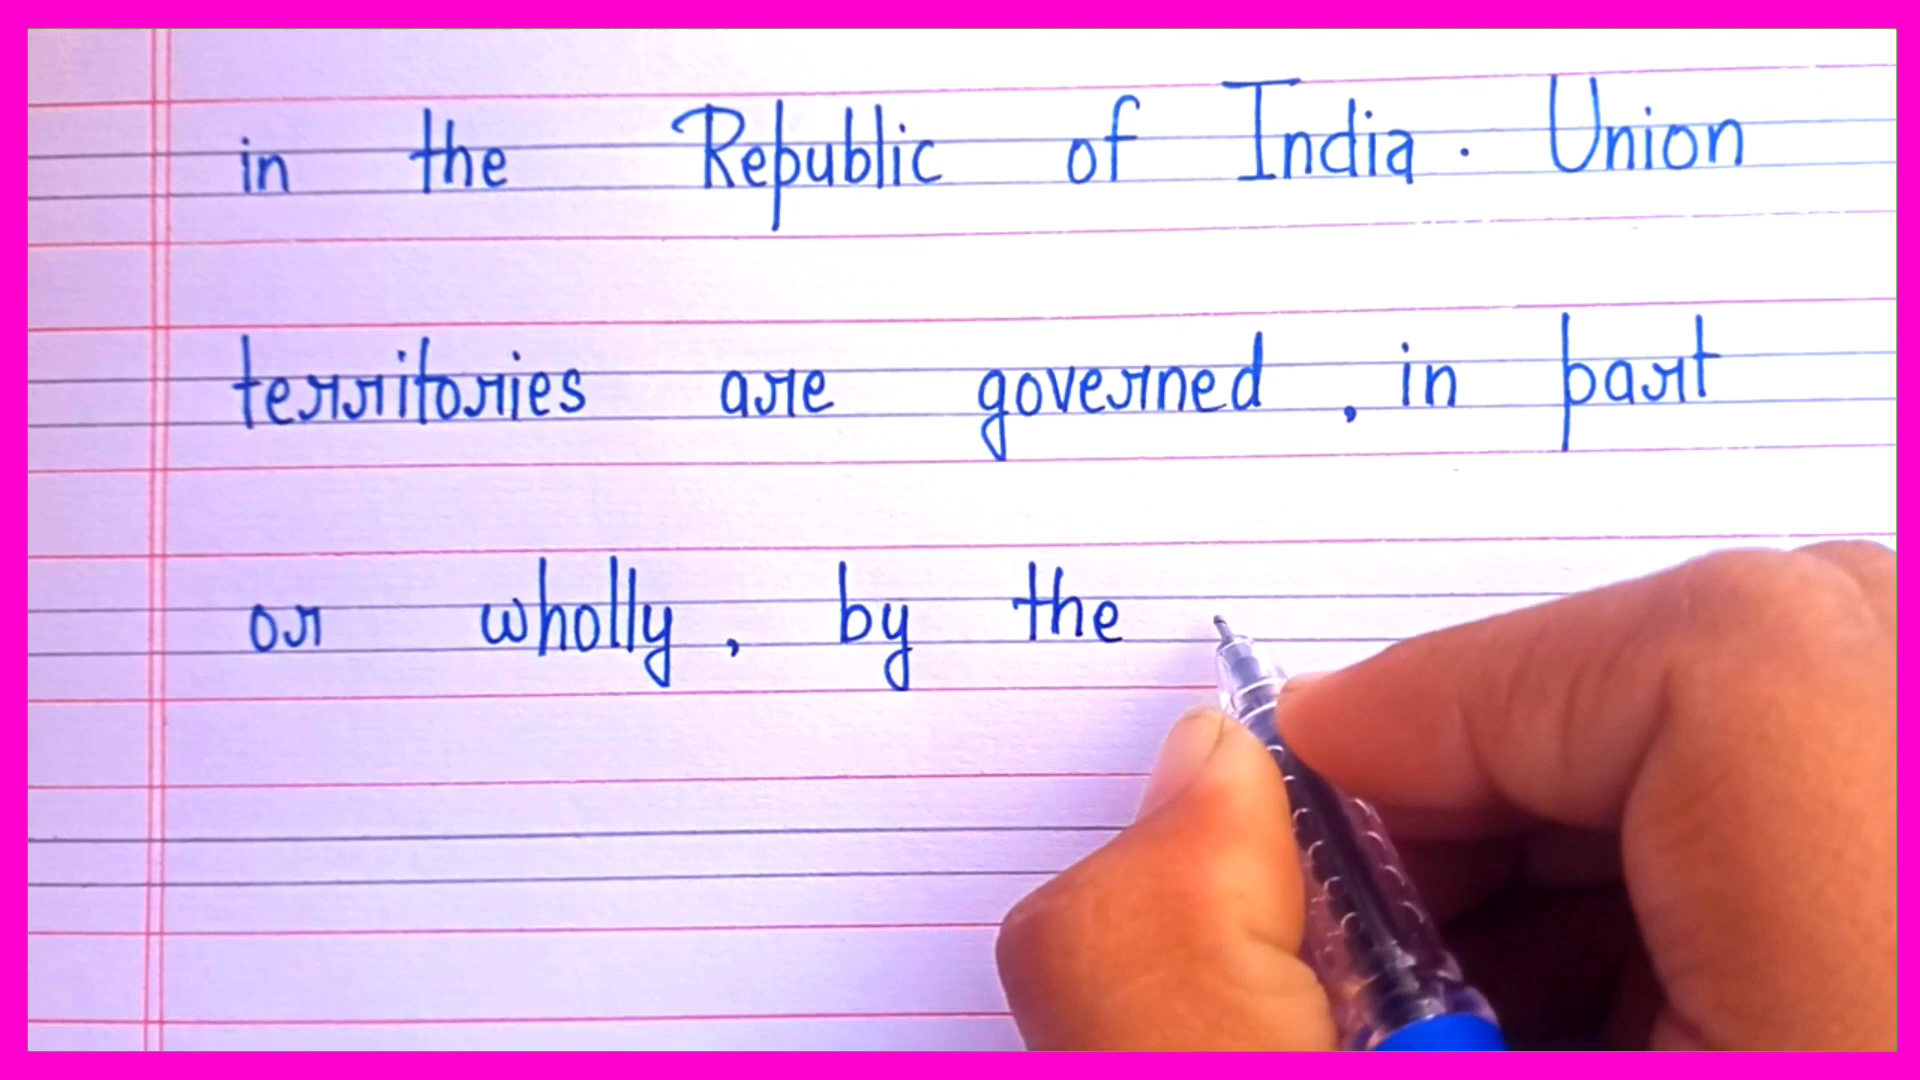 in the Republic of India. Union
territories are governed, in part
or wholly, by the